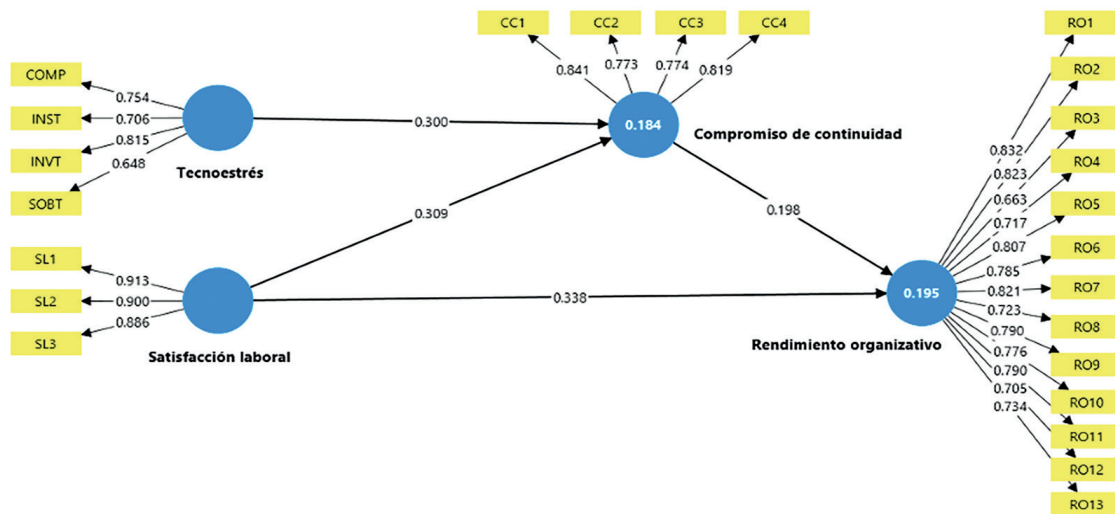 CC1
CC2
CC3
CC4
0.841
0.773
0.774
0.819
COMP
INST
INVT
SOBT
0.754
0.706
0.815
0.648
Tecnoestrés
0.300
0.184
Compromiso de continuidad
0.309
0.198
SL1
SL2
SL3
0.913
0.900
0.886
Satisfacción laboral
0.338
0.195
Rendimiento organizativo
0.832
0.823
0.663
0.717
0.807
0.785
0.821
0.723
0.790
0.776
0.790
0.705
0.734
RO1
RO2
RO3
RO4
RO5
RO6
RO7
RO8
RO9
RO10
RO11
RO12
RO13